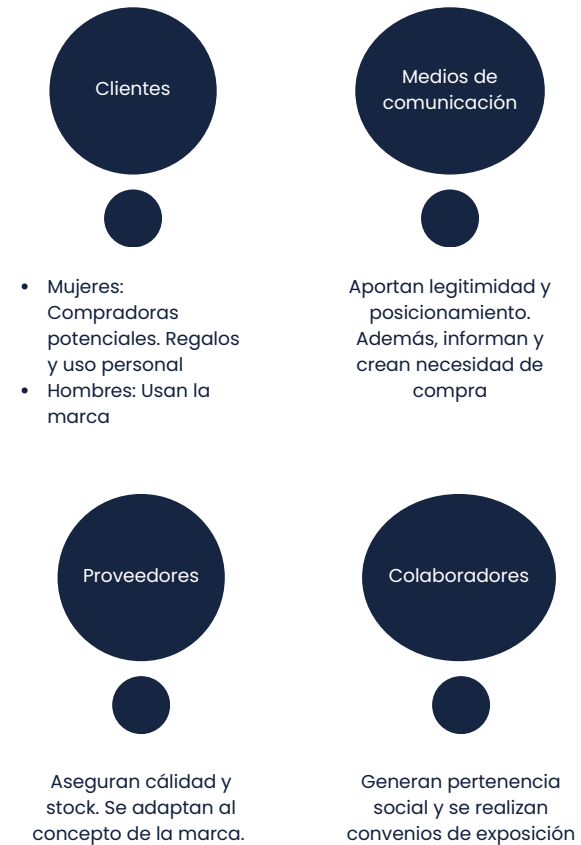 Clientes
• Mujeres:
Compradoras
potenciales. Regalos
y uso personal
• Hombres: Usan la
marca
Medios de
comunicación
Aportan legitimidad y
posicionamiento.
Además, informan y
crean necesidad de
compra
Proveedores
Aseguran cálidad y
stock. Se adaptan al
concepto de la marca.
Colaboradores
Generan pertenencia
social y se realizan
convenios de exposición